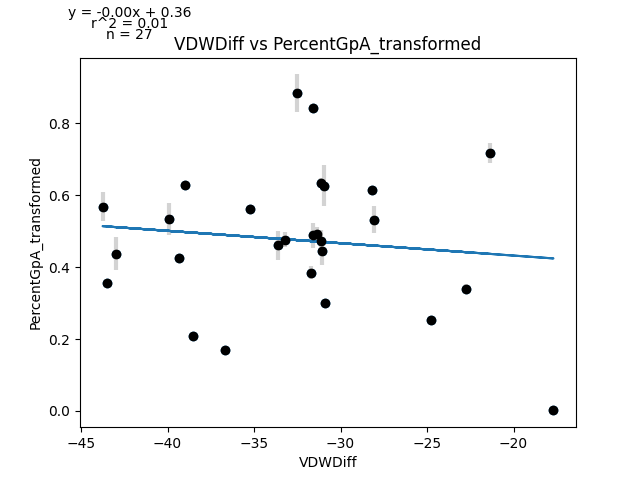 y = -0.00x + 0.36
r^2 = 0.01
n = 27
VDWDiff vs PercentGpA_transformed
PercentGpA_transformed
0.8
0.6
0.4
0.2
0.0
−45
−40
−35
−30
−25
−20
VDWDiff